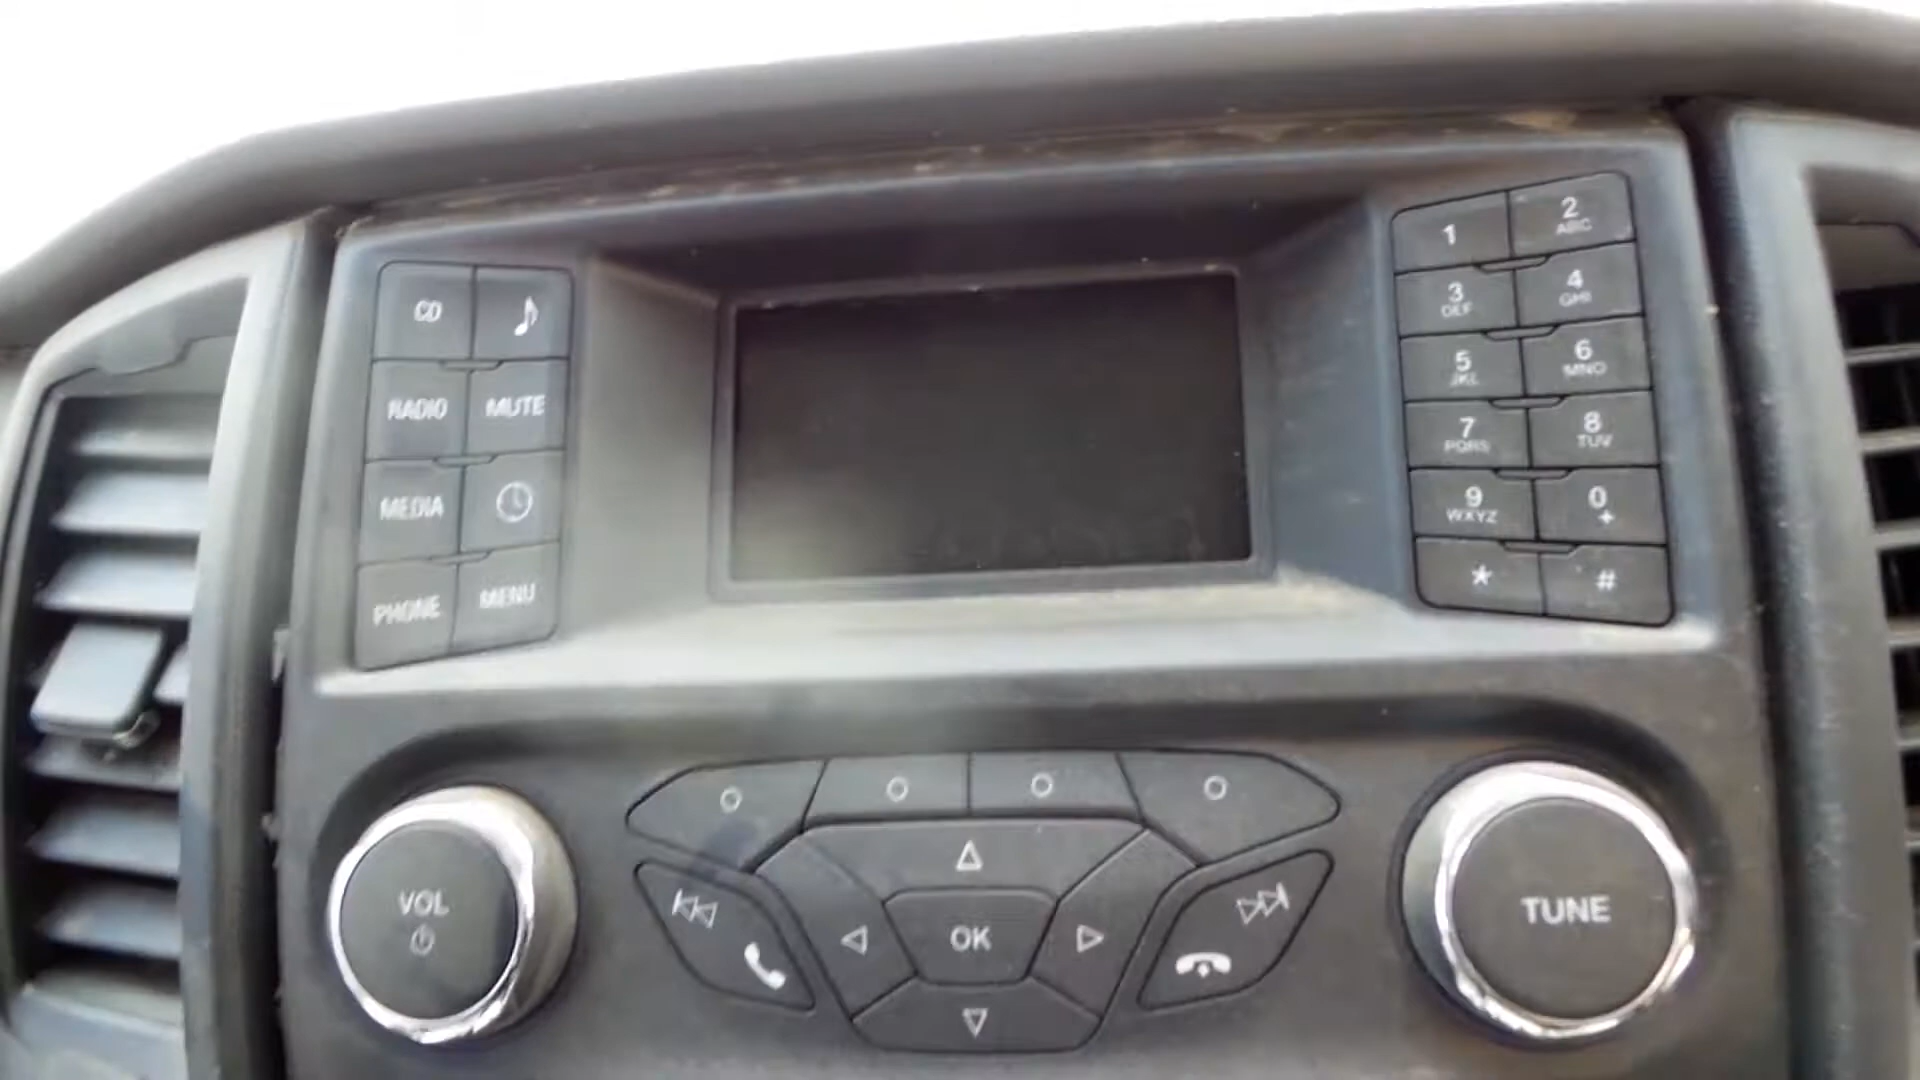 CD
RADIO MUTE
MEDIA
PHONE MENU
1 2
ABC
3 4
DEF GHI
5 6
JKL MNO
7 8
PQRS TUV
9 0
WXYZ +
* #
VOL
OK
TUNE